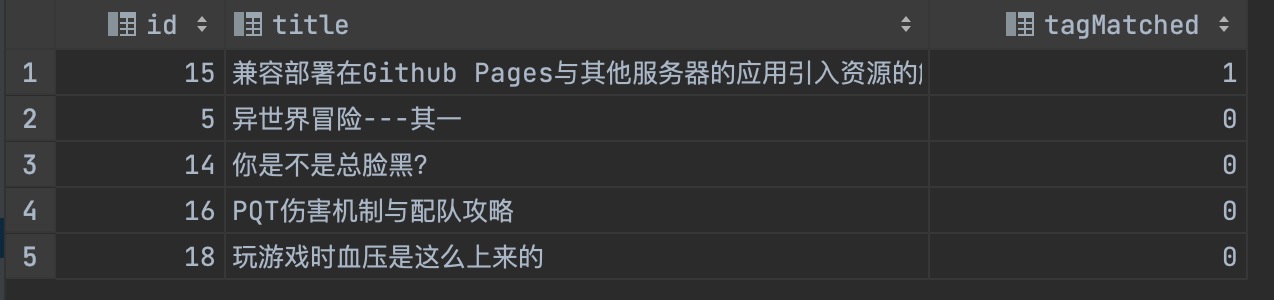 id title tagMatched
1 15 兼容部署在Github Pages与其他服务器的应用引入资源的 1
2 5 异世界冒险---其一 0
3 14 你是不是总脸黑？ 0
4 16 PQT伤害机制与配队攻略 0
5 18 玩游戏时血压是这么上来的 0